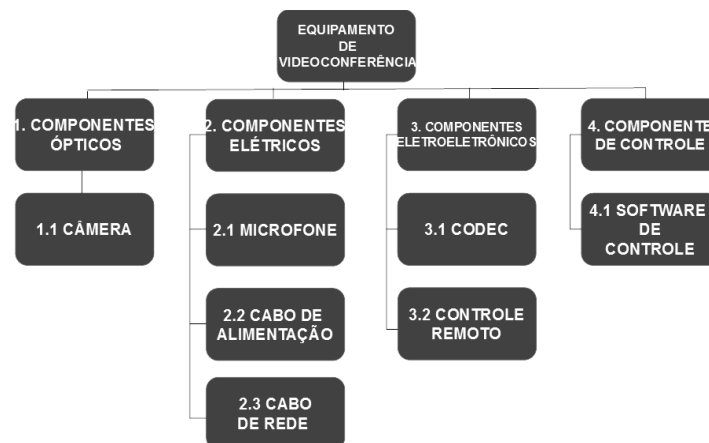 EQUIPAMENTO
DE
VIDEOCONFERÊNCIA
1. COMPONENTES
ÓPTICOS
2. COMPONENTES
ELÉTRICOS
3. COMPONENTES
ELETROELETRÔNICOS
4. COMPONENTE
DE CONTROLE
1.1 CÂMERA
2.1 MICROFONE
3.1 CODEC
4.1 SOFTWARE
DE
CONTROLE
2.2 CABO DE
ALIMENTAÇÃO
3.2 CONTROLE
REMOTO
2.3 CABO
DE REDE